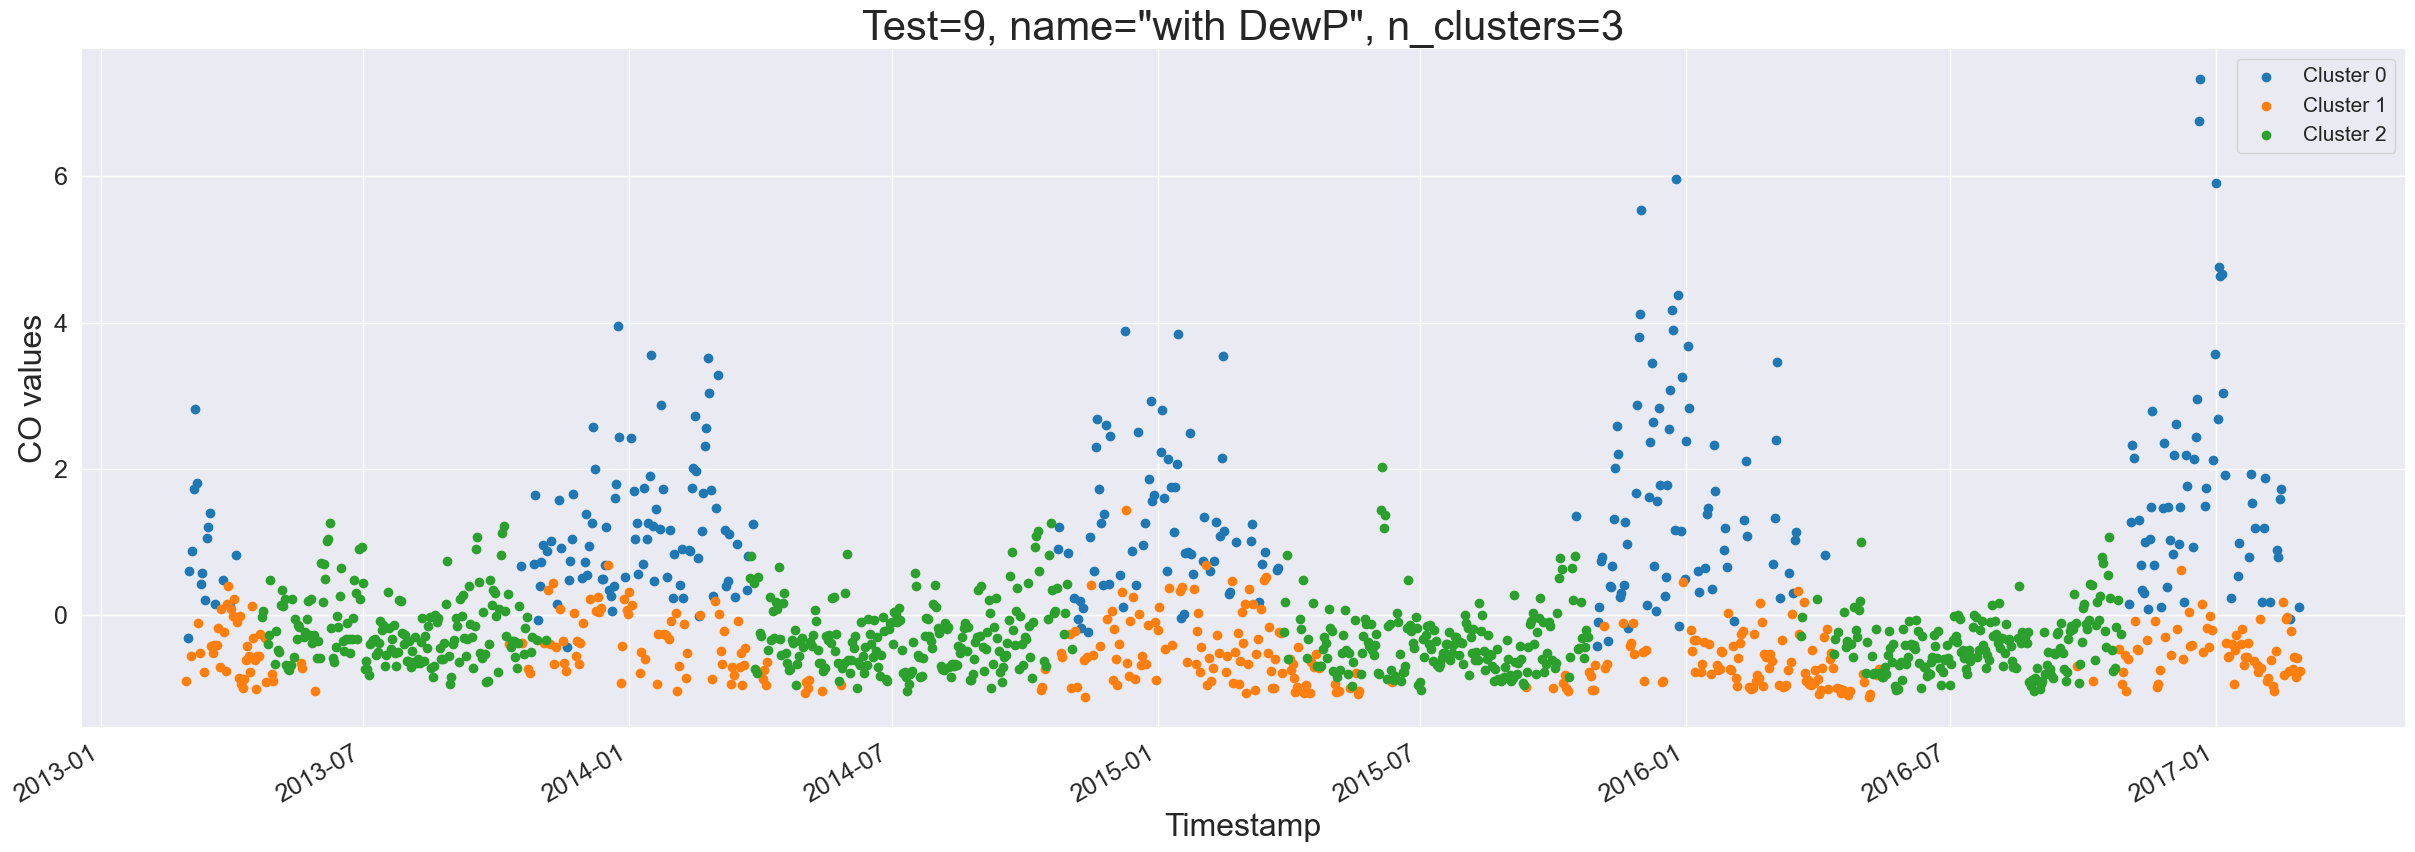 Test=9, name="with DewP", n_clusters=3
Cluster 0
Cluster 1
Cluster 2
CO values
6
4
2
0
2013-01
2013-07
2014-01
2014-07
2015-01
2015-07
2016-01
2016-07
2017-01
Timestamp